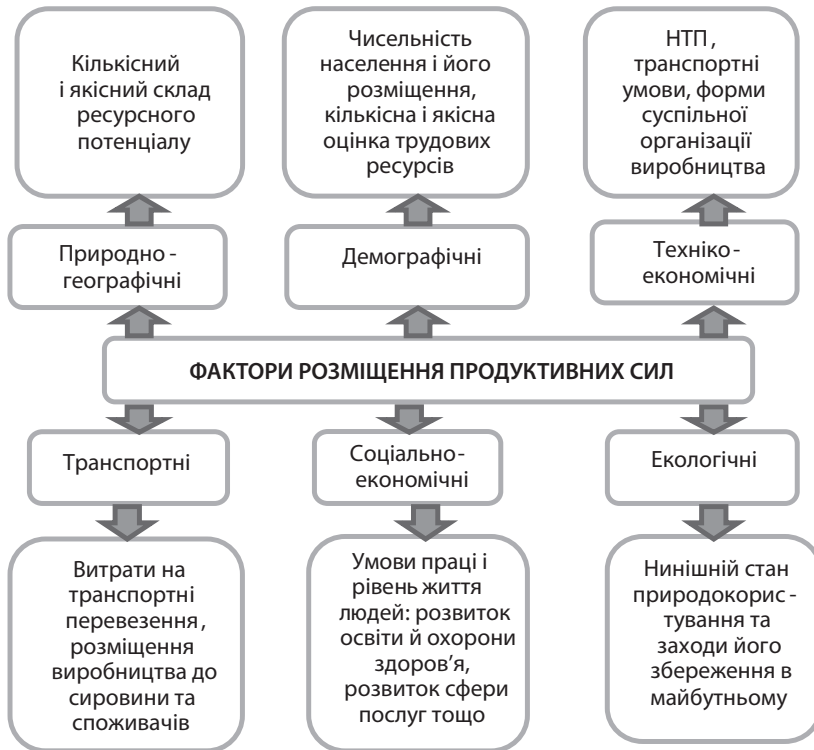 Кількісний
і якісний склад
ресурсного
потенціалу
Чисельність
населення і його
розміщення,
кількісна і якісна
оцінка трудових
ресурсів
НТП ,
транспортні
умови, форми
суспільної
організації
виробництва
Природно -
географічні
Демографічні
Техніко -
економічні
ФАКТОРИ РОЗМІЩЕННЯ ПРОДУКТИВНИХ СИЛ
Транспортні
Соціально-
економічні
Екологічні
Витрати на
транспортні
перевезення ,
розміщення
виробництва до
сировини та
споживачів
Умови праці і
рівень життя
людей: розвиток
освіти й охорони
здоров’я,
розвиток сфери
послуг тощо
Нинішній стан
природокорис -
тування та
заходи його
збереження в
майбутньому